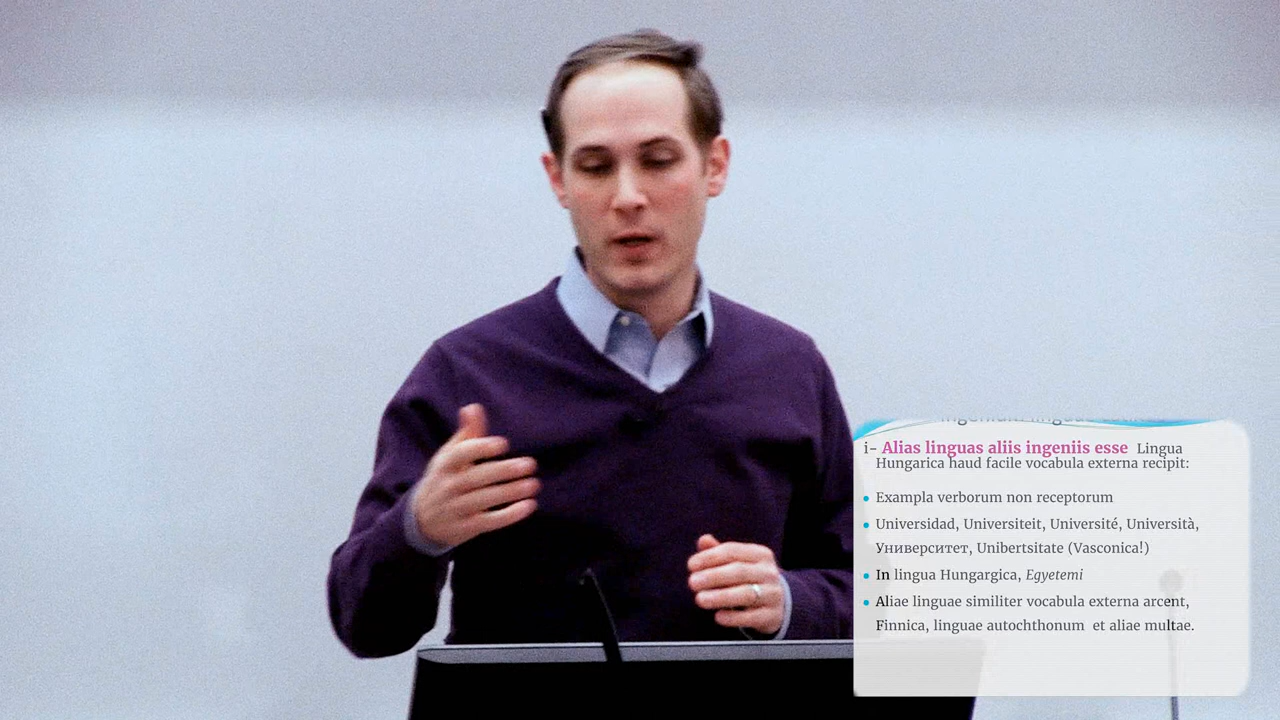 i- Alias linguas aliis ingeniis esse Lingua
Hungarica haud facile vocabula externa recipit:
Exampla verborum non receptorum
Universidad, Universiteit, Université, Università,
Университет, Unibertsitate (Vasconica!)
In lingua Hungargica, Egyetemi
Aliae linguae similiter vocabula externa arcent,
Finnica, linguae autochthonum et aliae multae.